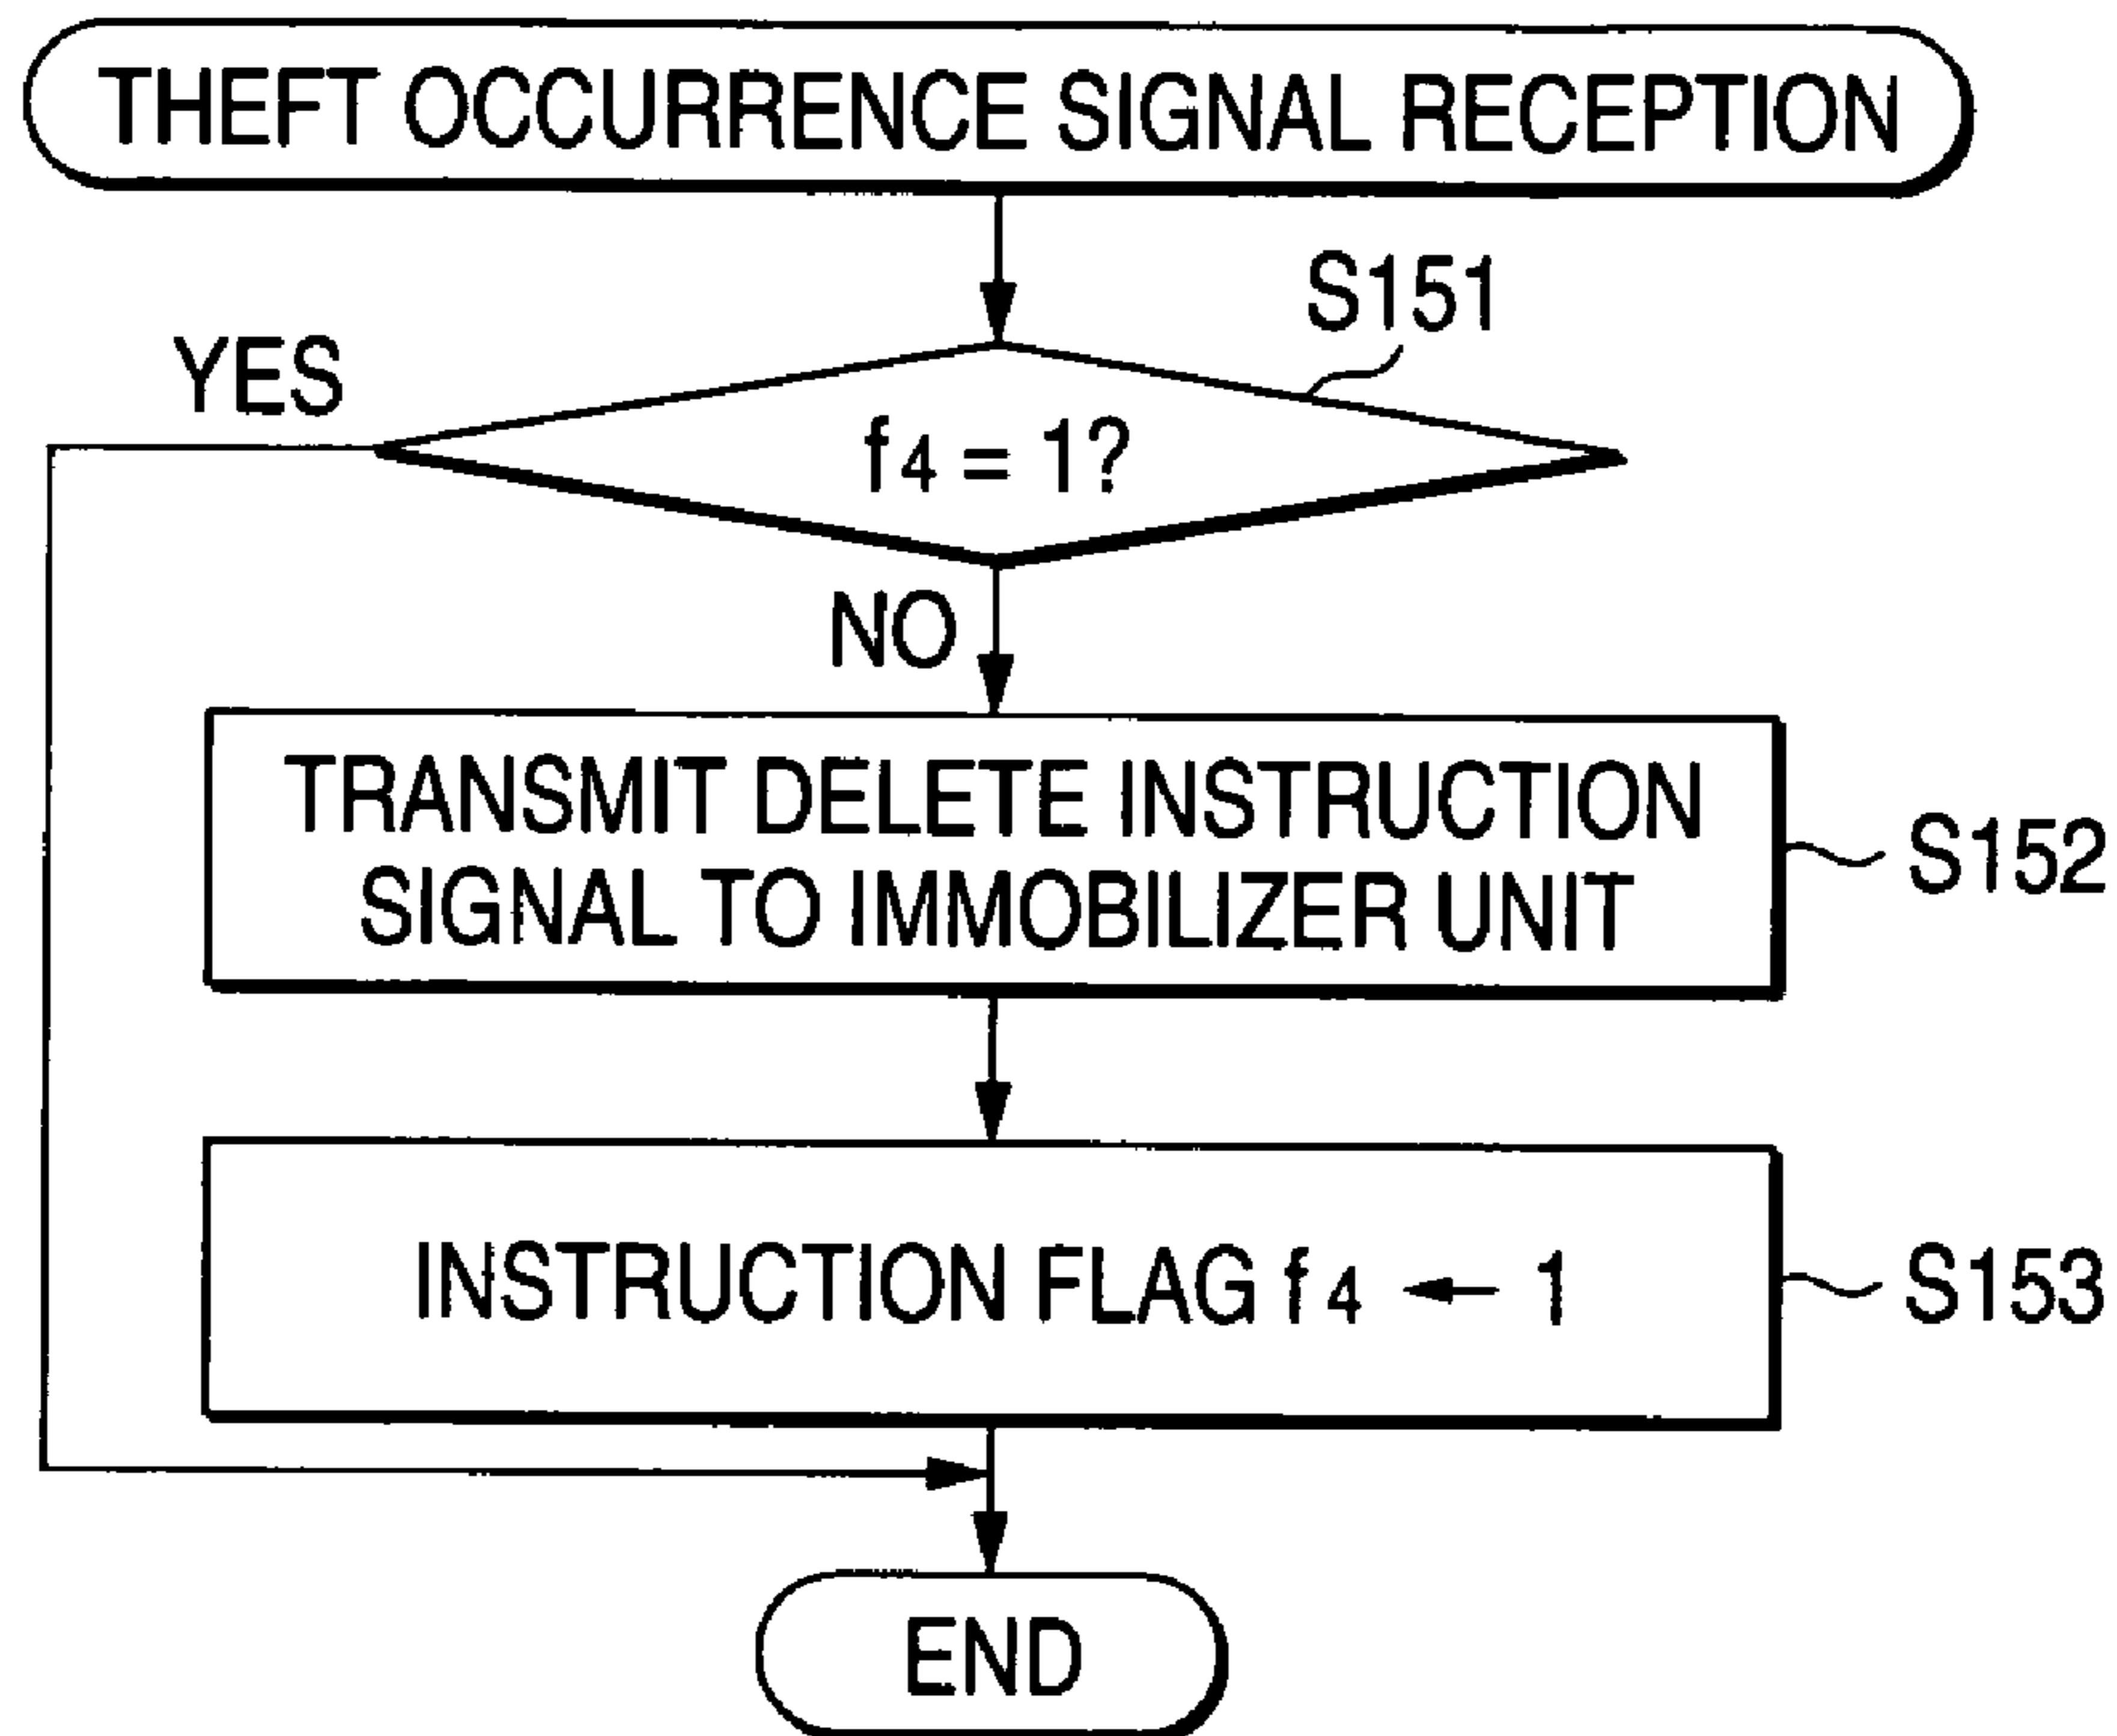 THEFT OCCURRENCE SIGNAL RECEPTION
S151
YES
f4 = 1?
NO
TRANSMIT DELETE INSTRUCTION
SIGNAL TO IMMOBILIZER UNIT
S152
INSTRUCTION FLAG f4 ← 1
S153
END